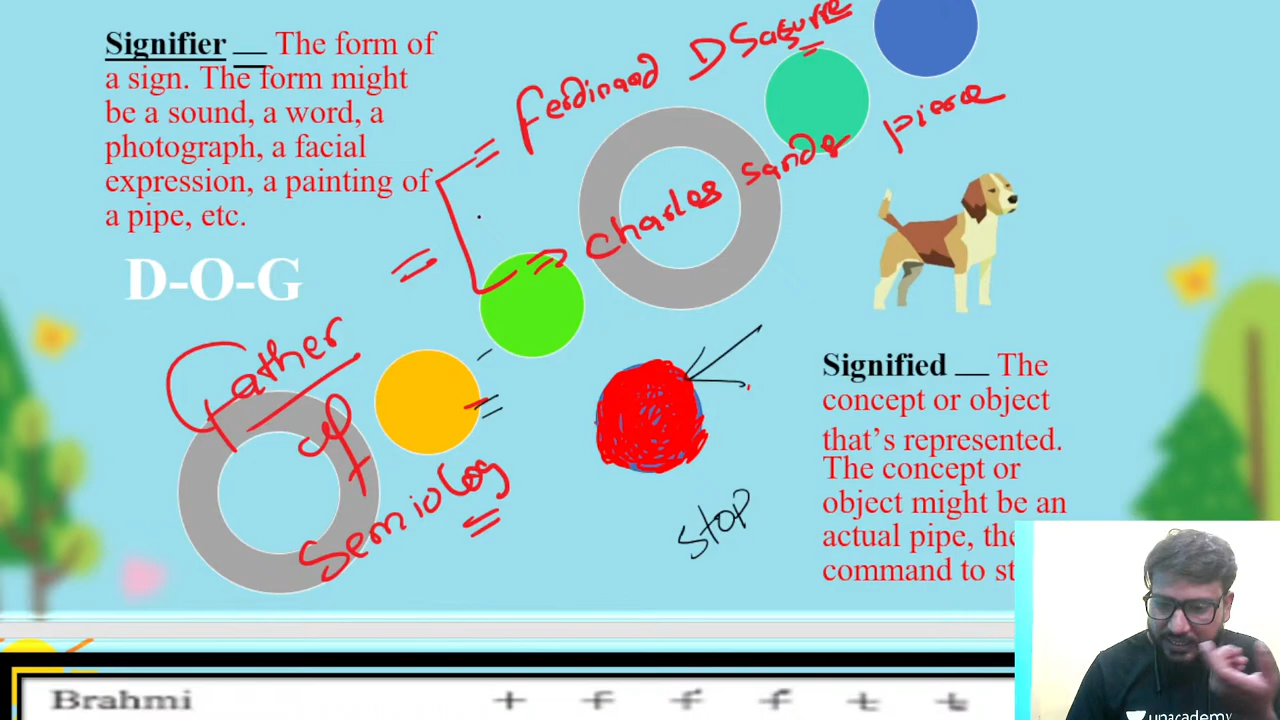 Signifier __ The form of
a sign. The form might
be a sound, a word, a
photograph, a facial
expression, a painting of
a pipe, etc.
D-O-G
Ferdinand D Sasurre
Charles sander pierce
Father
of
Semiology
STOP
Signified __ The
concept or object
that’s represented.
The concept or
object might be an
actual pipe, the
command to st
unacademy
Brahmi